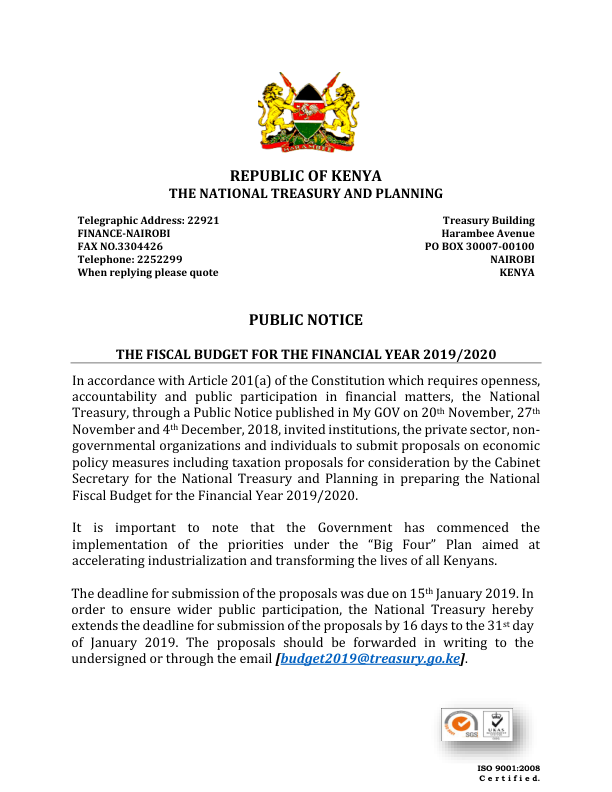 HARAMBEE
REPUBLIC OF KENYA
THE NATIONAL TREASURY AND PLANNING
Telegraphic Address: 22921
FINANCE-NAIROBI
FAX NO.3304426
Telephone: 2252299
When replying please quote
Treasury Building
Harambee Avenue
PO BOX 30007-00100
NAIROBI
KENYA
PUBLIC NOTICE
THE FISCAL BUDGET FOR THE FINANCIAL YEAR 2019/2020
In accordance with Article 201(a) of the Constitution which requires openness,
accountability and public participation in financial matters, the National
Treasury, through a Public Notice published in My GOV on 20th November, 27th
November and 4th December, 2018, invited institutions, the private sector, non-
governmental organizations and individuals to submit proposals on economic
policy measures including taxation proposals for consideration by the Cabinet
Secretary for the National Treasury and Planning in preparing the National
Fiscal Budget for the Financial Year 2019/2020.
It is important to note that the Government has commenced the
implementation of the priorities under the “Big Four” Plan aimed at
accelerating industrialization and transforming the lives of all Kenyans.
The deadline for submission of the proposals was due on 15th January 2019. In
order to ensure wider public participation, the National Treasury hereby
extends the deadline for submission of the proposals by 16 days to the 31st day
of January 2019. The proposals should be forwarded in writing to the
undersigned or through the email [budget2019@treasury.go.ke].
SGS
UKAS
ISO 9001:2008
Certified.